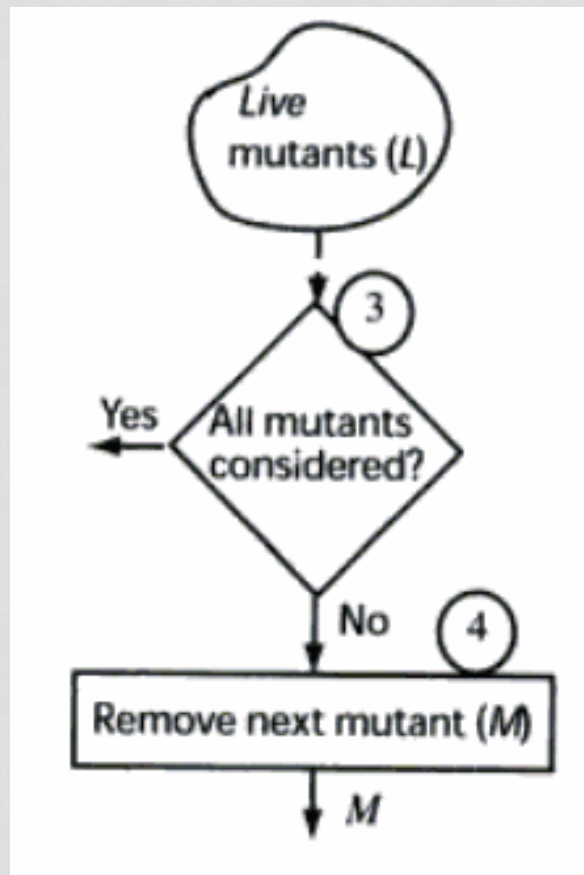 Live
mutants (L)
3
All mutants
considered?
Yes
No
4
Remove next mutant (M)
M